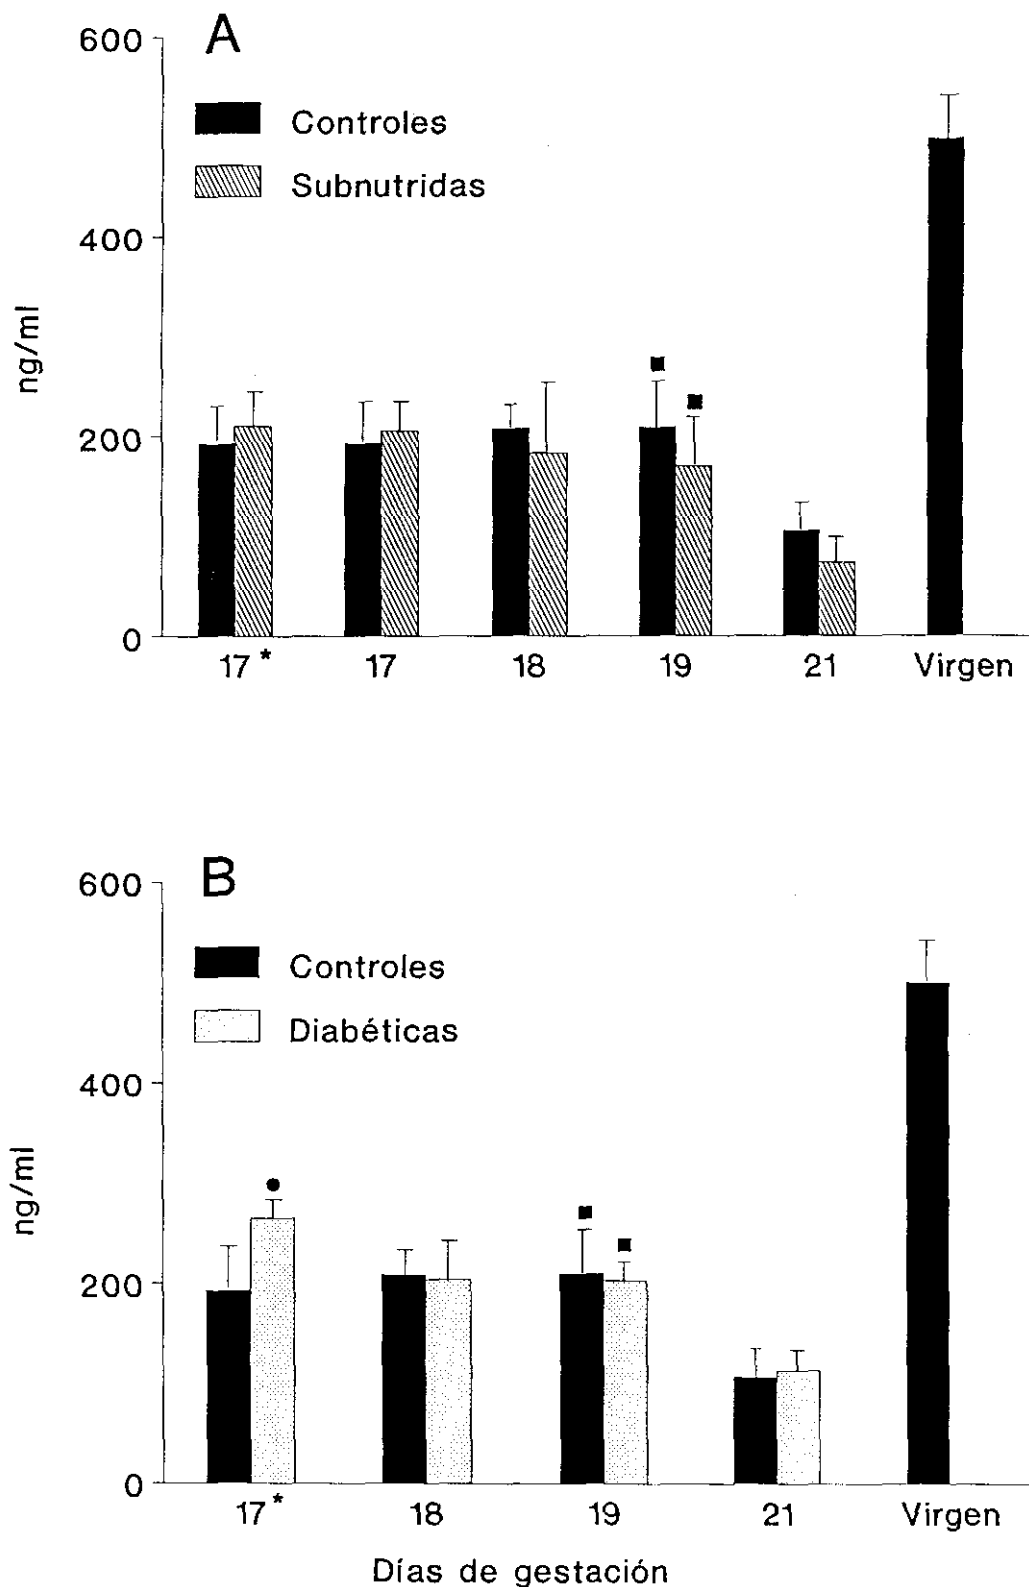 A
600
Controles
Subnutridas
400
ng/ml
200
0
17* 17 18 19 21 Virgen
B
600
Controles
Diabéticas
400
ng/ml
200
0
17* 18 19 21 Virgen
Días de gestación